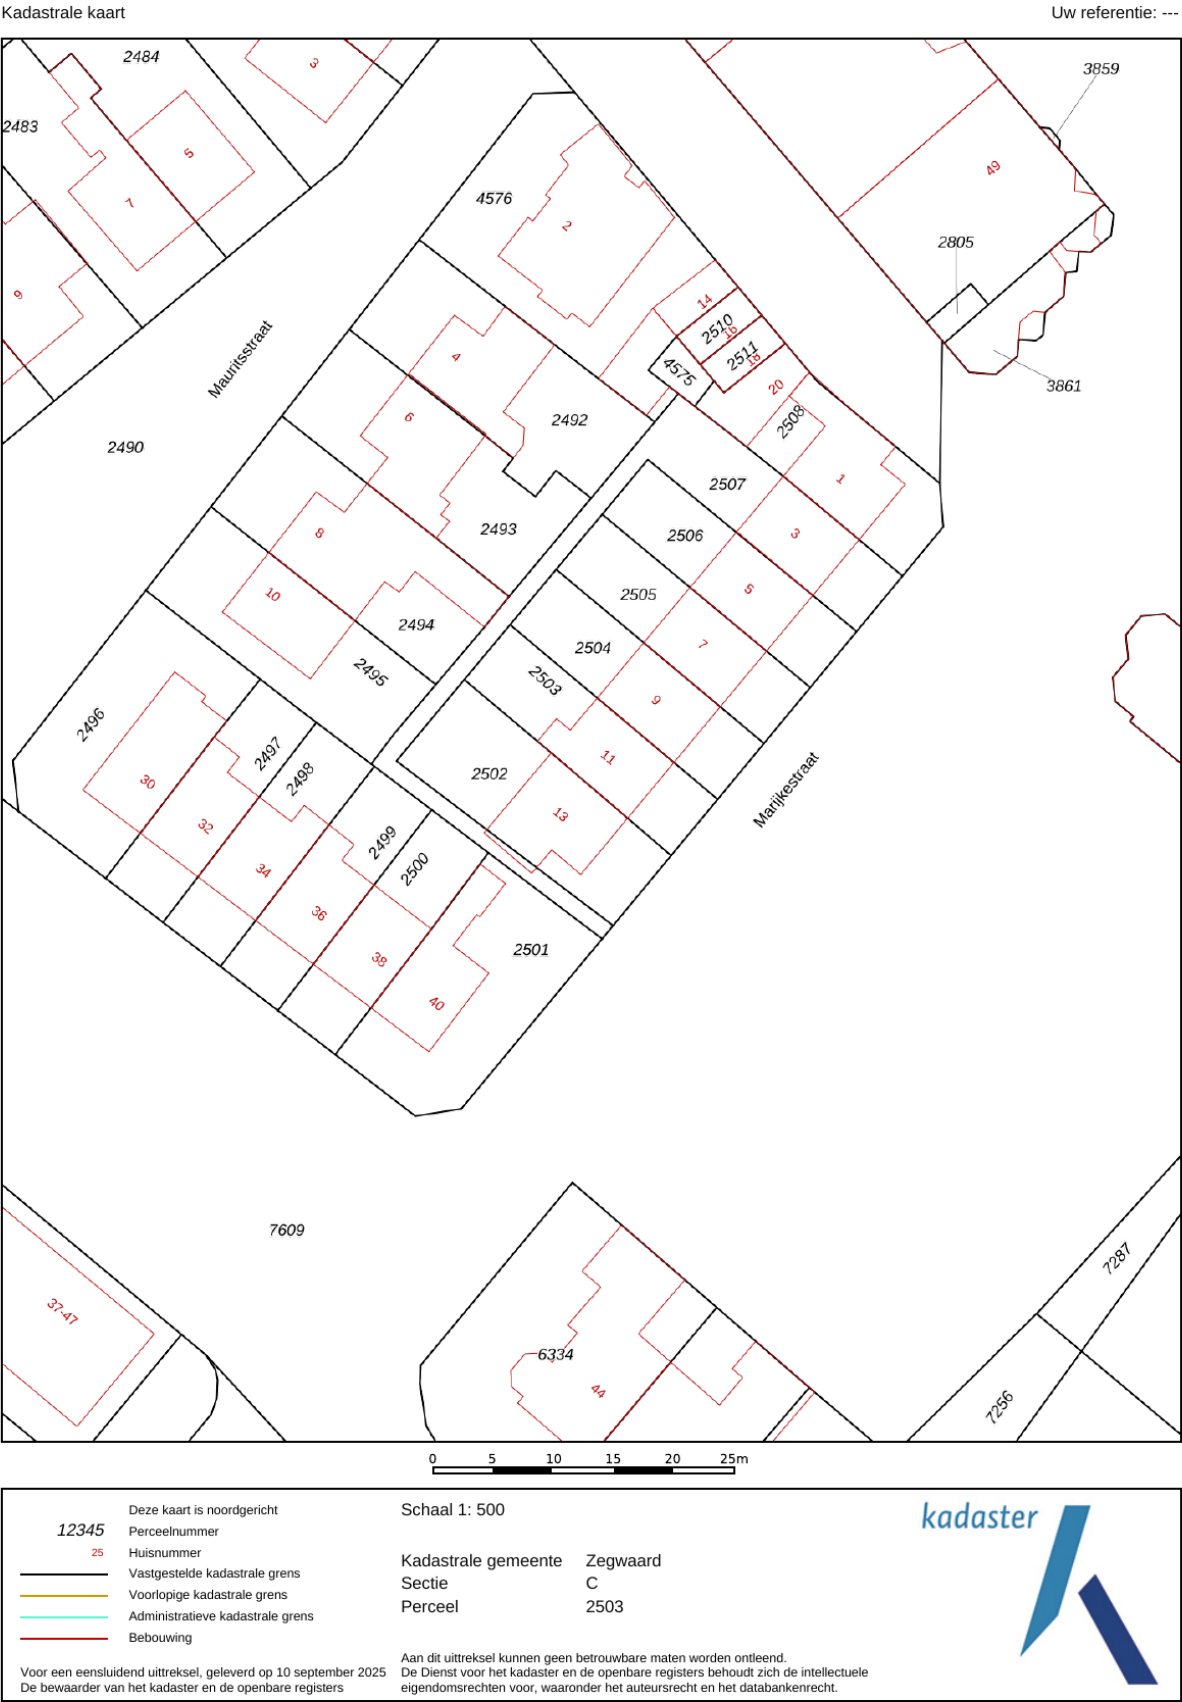 Kadastrale kaart
Uw referentie: ---
2484
3
3859
2483
5
49
7
4576
2
2805
9
14
2510
16
2511
18
Mauritsstraat
4
4575
20
3861
6
2492
2508
2490
1
2507
8
2493
2506
3
10
2494
2505
5
2495
2504
7
2503
9
2496
2497
11
30
2498
2502
Marijkestraat
32
2499
13
34
2500
36
2501
38
40
7609
7287
37-47
6334
44
7256
0 5 10 15 20 25m
Deze kaart is noordgericht
12345 Perceelnummer
25 Huisnummer
Vastgestelde kadastrale grens
Voorlopige kadastrale grens
Administratieve kadastrale grens
Bebouwing
Voor een eensluidend uittreksel, geleverd op 10 september 2025
De bewaarder van het kadaster en de openbare registers
Schaal 1: 500
Kadastrale gemeente Zegwaard
Sectie C
Perceel 2503
Aan dit uittreksel kunnen geen betrouwbare maten worden ontleend.
De Dienst voor het kadaster en de openbare registers behoudt zich de intellectuele
eigendomsrechten voor, waaronder het auteursrecht en het databankenrecht.
kadaster